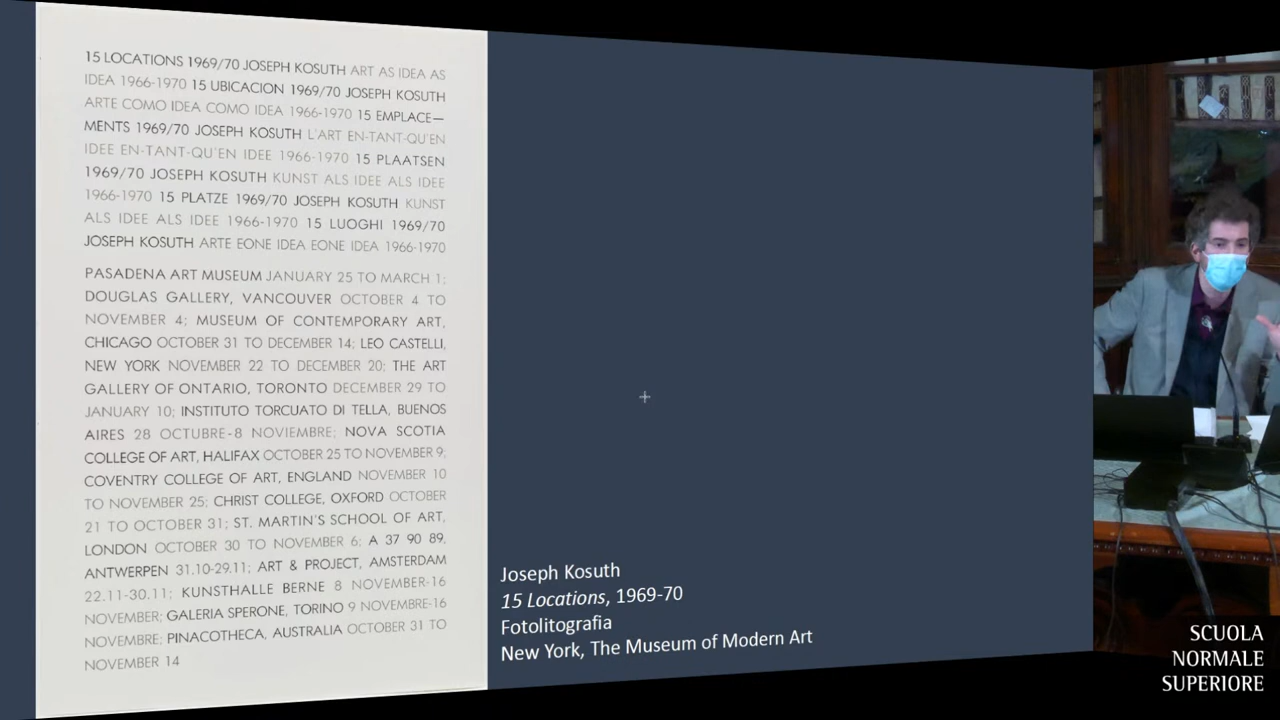 15 LOCATIONS 1969/70 JOSEPH KOSUTH ART AS IDEA AS
IDEA 1966-1970 15 UBICACION 1969/70 JOSEPH KOSUTH
ARTE COMO IDEA COMO IDEA 1966-1970 15 EMPLACE—
MENTS 1969/70 JOSEPH KOSUTH L'ART EN-TANT-QU'EN
IDEE EN-TANT-QU'EN IDEE 1966-1970 15 PLAATSEN
1969/70 JOSEPH KOSUTH KUNST ALS IDEE ALS IDEE
1966-1970 15 PLATZE 1969/70 JOSEPH KOSUTH KUNST
ALS IDEE ALS IDEE 1966-1970 15 LUOGHI 1969/70
JOSEPH KOSUTH ARTE EONE IDEA EONE IDEA 1966-1970
PASADENA ART MUSEUM JANUARY 25 TO MARCH 1;
DOUGLAS GALLERY, VANCOUVER OCTOBER 4 TO
NOVEMBER 4; MUSEUM OF CONTEMPORARY ART,
CHICAGO OCTOBER 31 TO DECEMBER 14; LEO CASTELLI,
NEW YORK NOVEMBER 22 TO DECEMBER 20; THE ART
GALLERY OF ONTARIO, TORONTO DECEMBER 29 TO
JANUARY 10; INSTITUTO TORCUATO DI TELLA, BUENOS
AIRES 28 OCTUBRE-8 NOVIEMBRE; NOVA SCOTIA
COLLEGE OF ART, HALIFAX OCTOBER 25 TO NOVEMBER 9;
COVENTRY COLLEGE OF ART, ENGLAND NOVEMBER 10
TO NOVEMBER 25; CHRIST COLLEGE, OXFORD OCTOBER
21 TO OCTOBER 31; ST. MARTIN'S SCHOOL OF ART,
LONDON OCTOBER 30 TO NOVEMBER 6; A 37 90 89,
ANTWERPEN 31.10-29.11; ART & PROJECT, AMSTERDAM
22.11-30.11; KUNSTHALLE BERNE 8 NOVEMBER-16
NOVEMBER; GALERIA SPERONE, TORINO 9 NOVEMBRE-16
NOVEMBRE; PINACOTHECA, AUSTRALIA OCTOBER 31 TO
NOVEMBER 14
Joseph Kosuth
15 Locations, 1969-70
Fotolitografia
New York, The Museum of Modern Art
SCUOLA
NORMALE
SUPERIORE